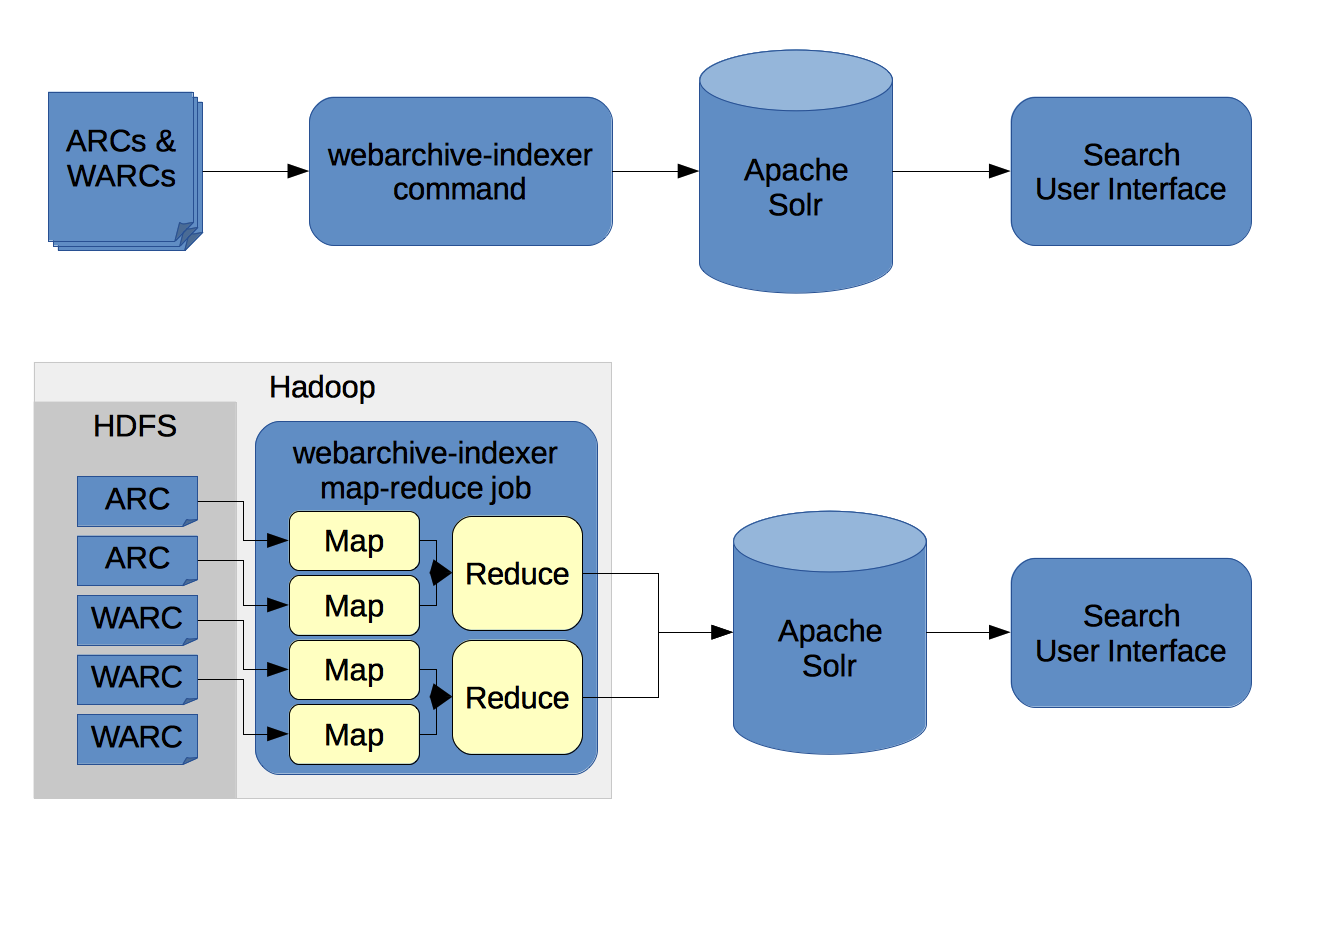 ARCs &
WARCs
webarchive-indexer
command
Apache
Solr
Search
User Interface
Hadoop
HDFS
webarchive-indexer
map-reduce job
ARC
ARC
WARC
WARC
WARC
Map
Map
Map
Map
Reduce
Reduce
Apache
Solr
Search
User Interface